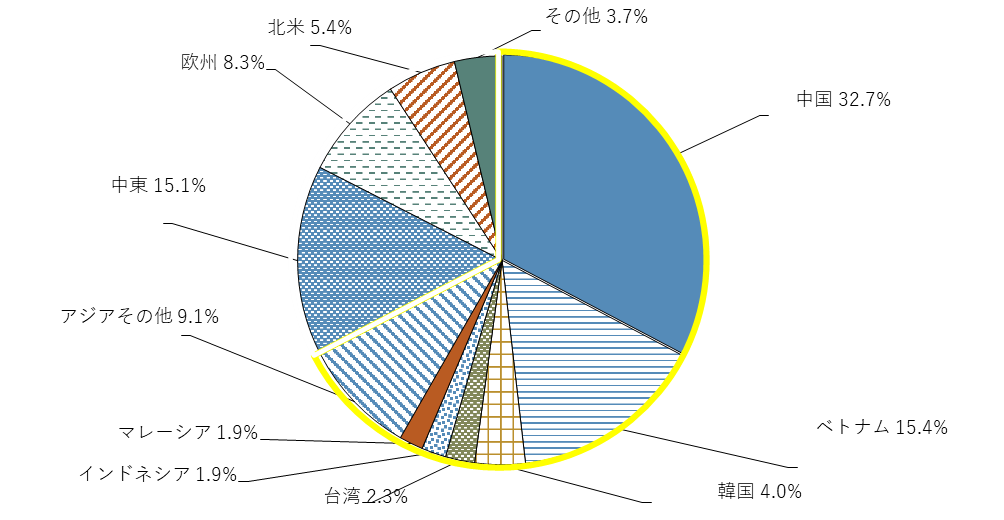 その他 3.7%
北米 5.4%
欧州 8.3%
中国 32.7%
中東 15.1%
アジアその他 9.1%
ベトナム 15.4%
マレーシア 1.9%
インドネシア 1.9%
韓国 4.0%
台湾 2.3%